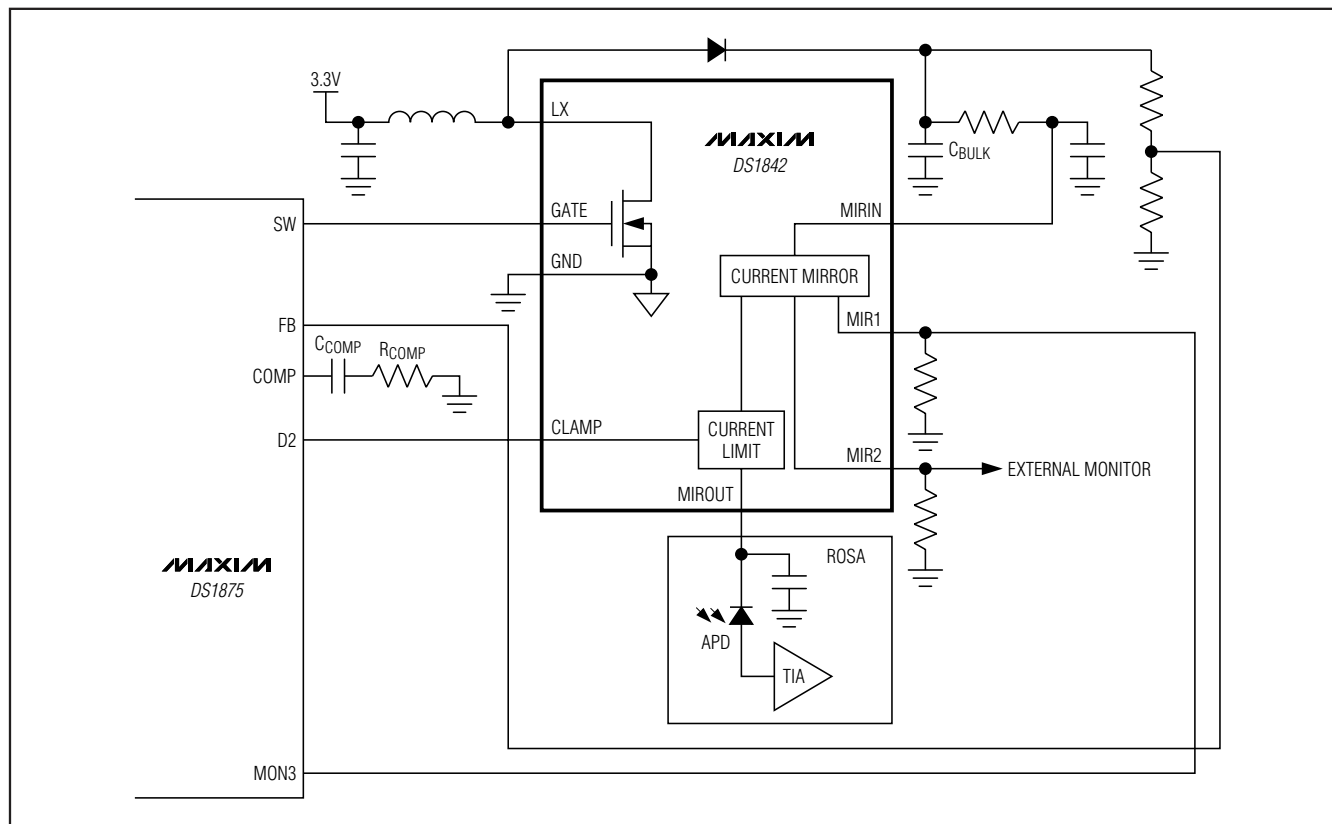 3.3V
LX
MAXIM
DS1842
CBULK
SW
GATE
MIRIN
GND
CURRENT MIRROR
FB
MIR1
CCOMP
RCOMP
COMP
D2
CLAMP
CURRENT
LIMIT
MIR2
EXTERNAL MONITOR
MIROUT
ROSA
MAXIM
DS1875
APD
TIA
MON3